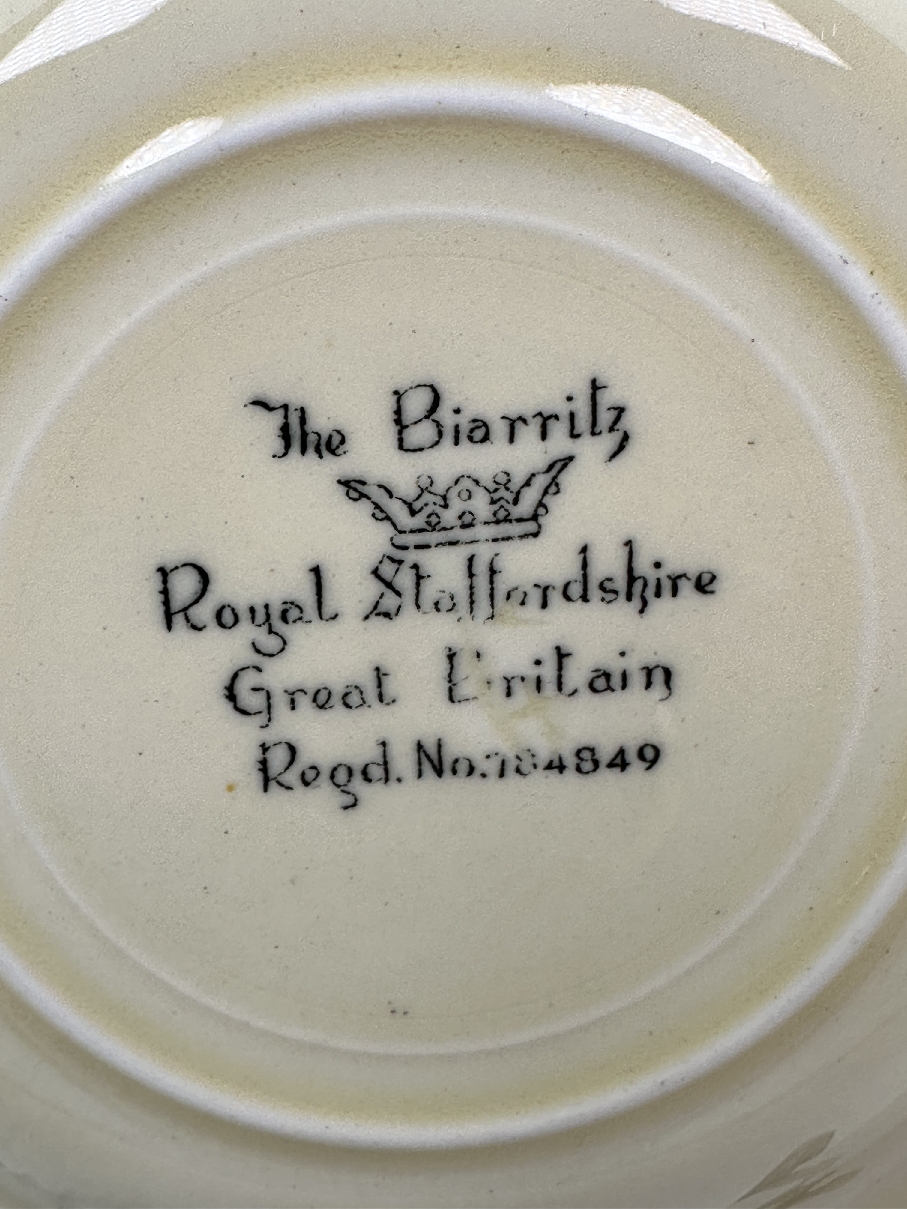 The Biarritz
Royal Staffordshire
Great Britain
Regd. No. 784849